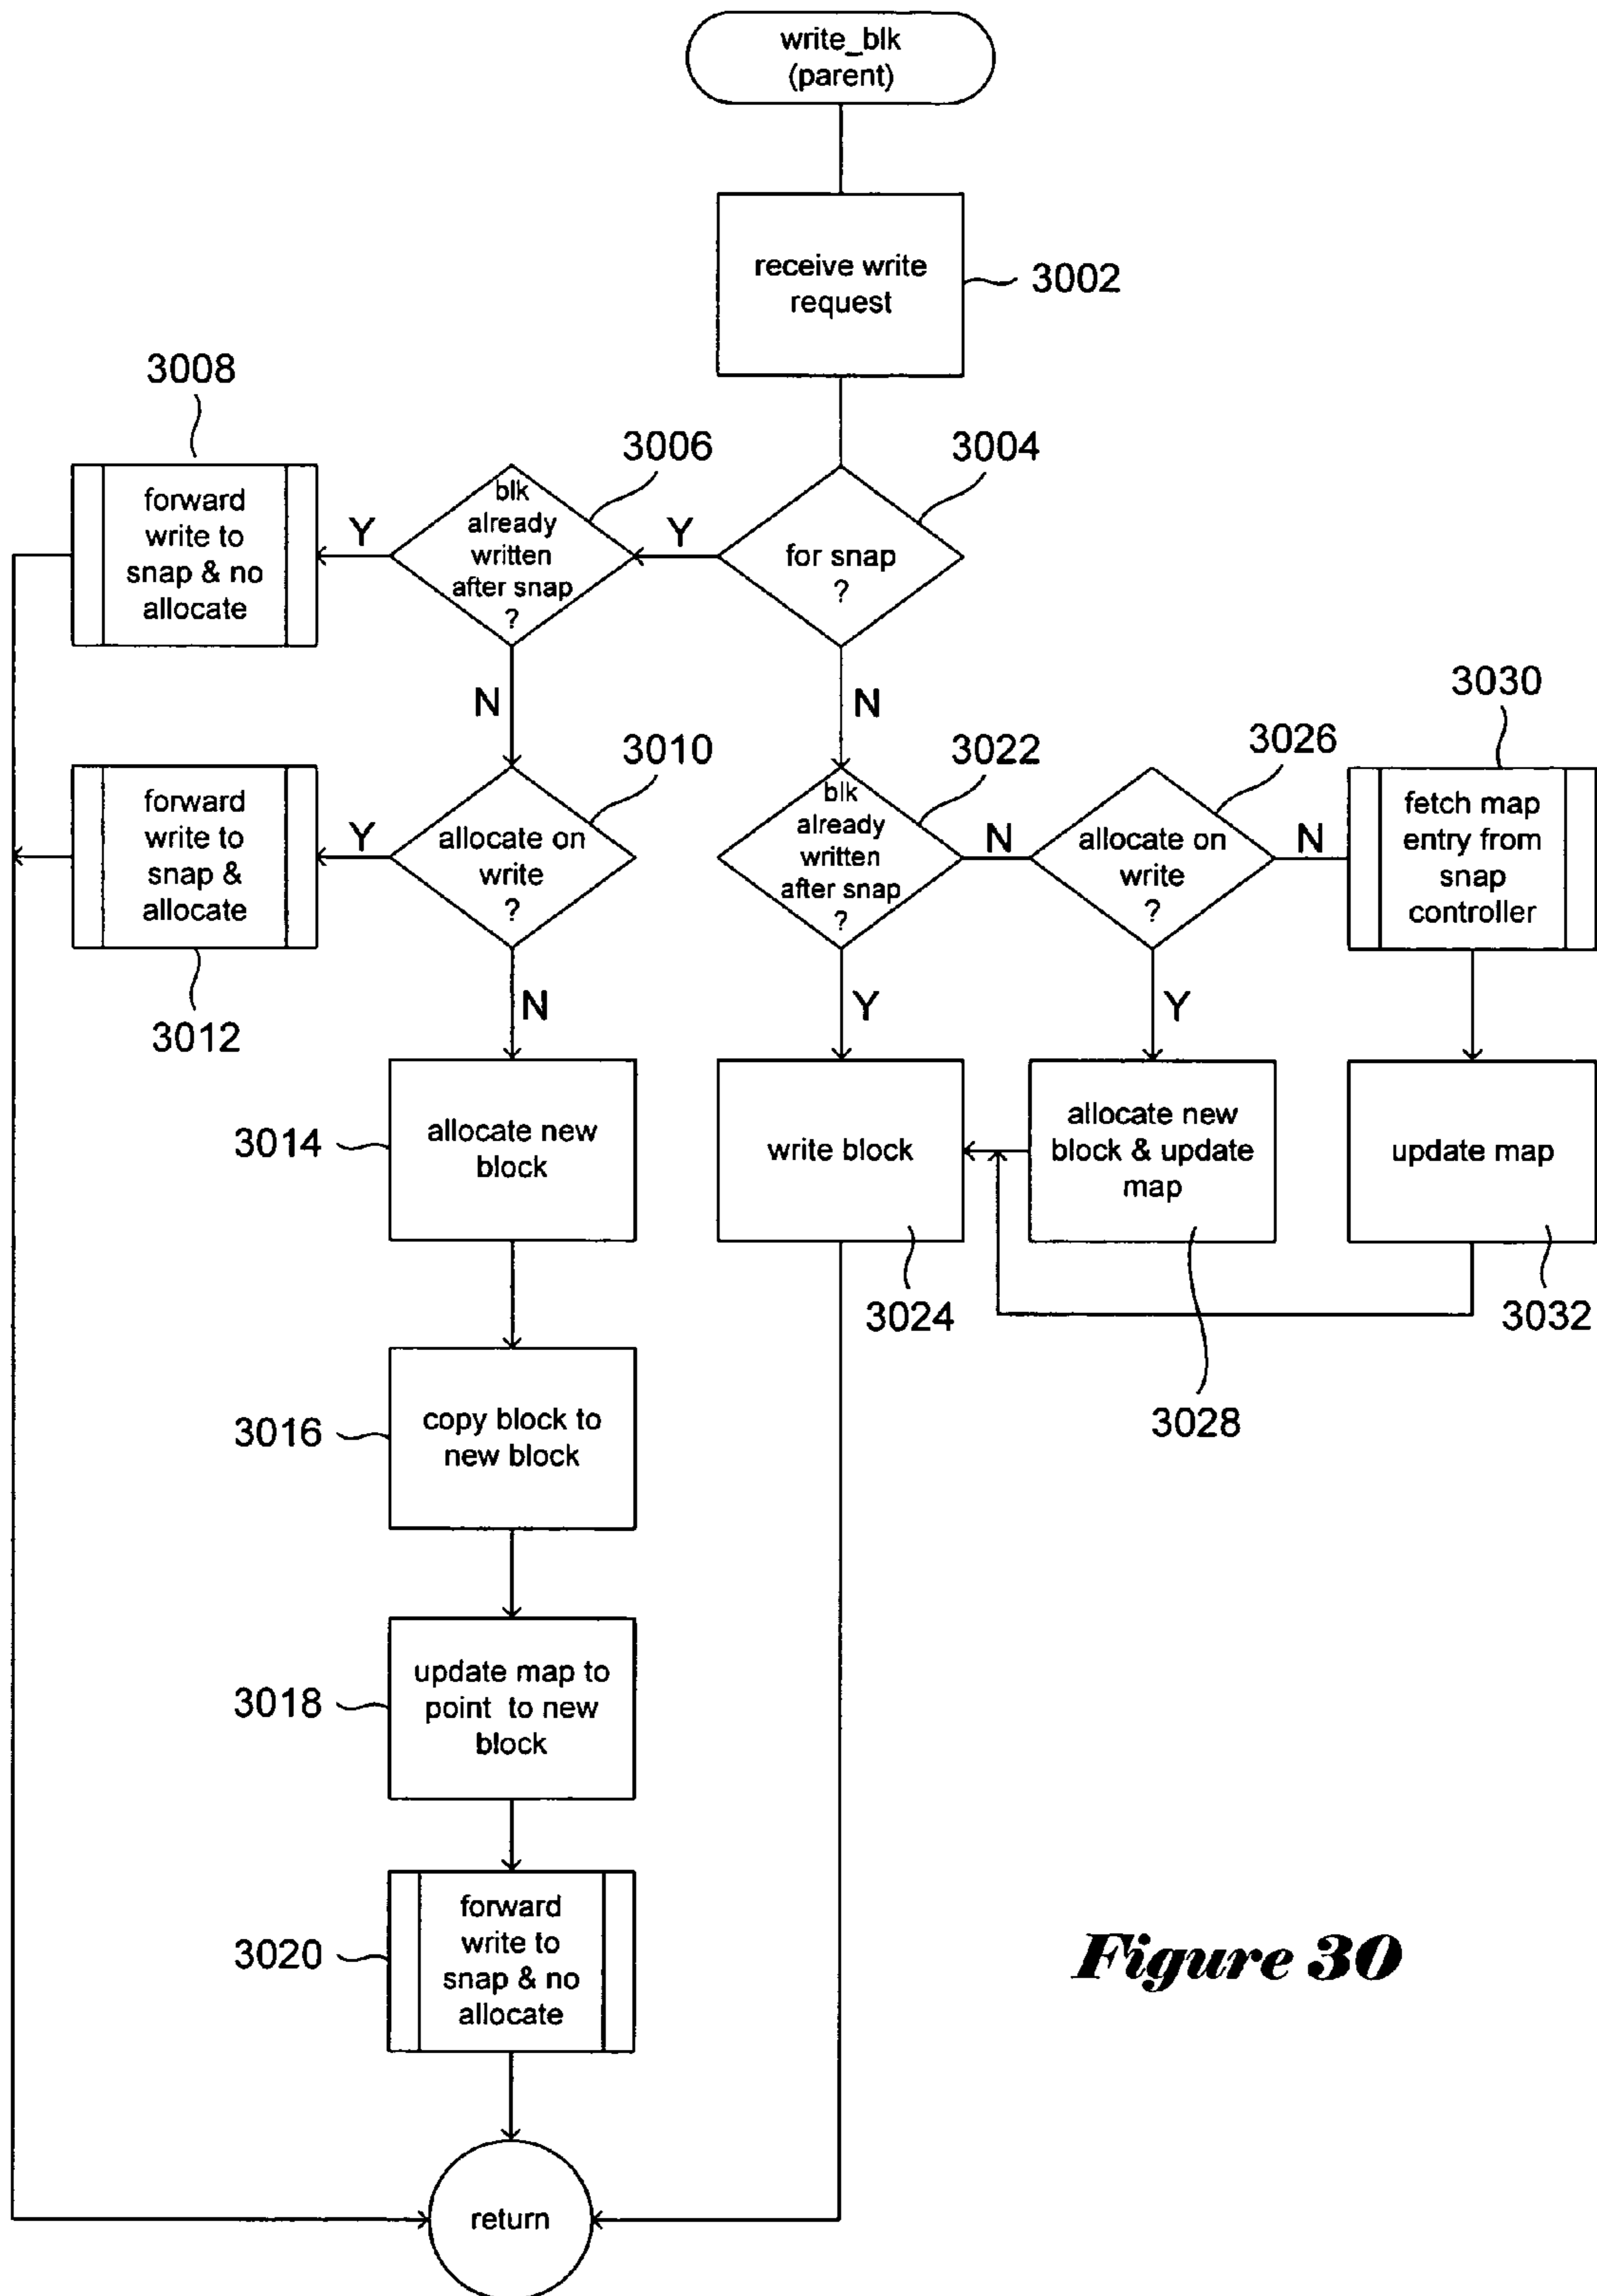 write_blk
(parent)
receive write
request
3002
3008
3006
3004
forward
write to
snap & no
allocate
Y
blk
already
written
after snap
?
Y
for snap
?
N
N
3030
3010
3022
3026
forward
write to
snap &
allocate
Y
allocate on
write
?
blk
already
written
after snap
?
N
allocate on
write
?
N
fetch map
entry from
snap
controller
3012
N
Y
Y
3014
allocate new
block
write block
allocate new
block & update
map
update map
3024
3032
3028
3016
copy block to
new block
3018
update map to
point to new
block
3020
forward
write to
snap & no
allocate
Figure 30
return